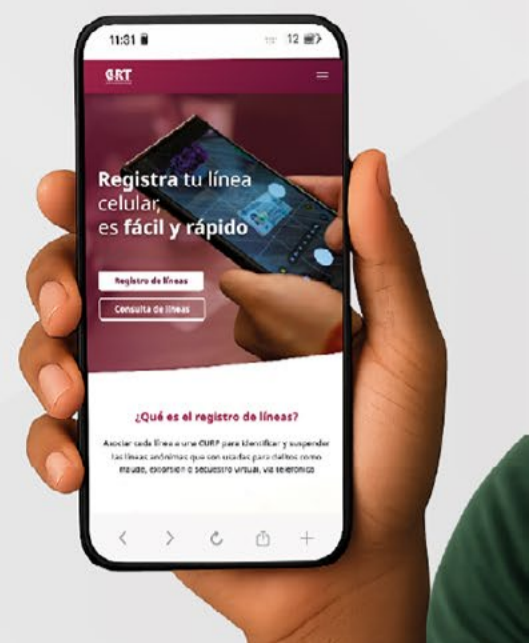 11:31
12
CRT
Registra tu línea
celular,
es fácil y rápido
Registro de líneas
Consulta de líneas
¿Qué es el registro de líneas?
Asociar cada línea a una CURP para identificar y suspender
las líneas anónimas que son usadas para delitos como
fraude, extorsión o secuestro virtual, vía telefónica